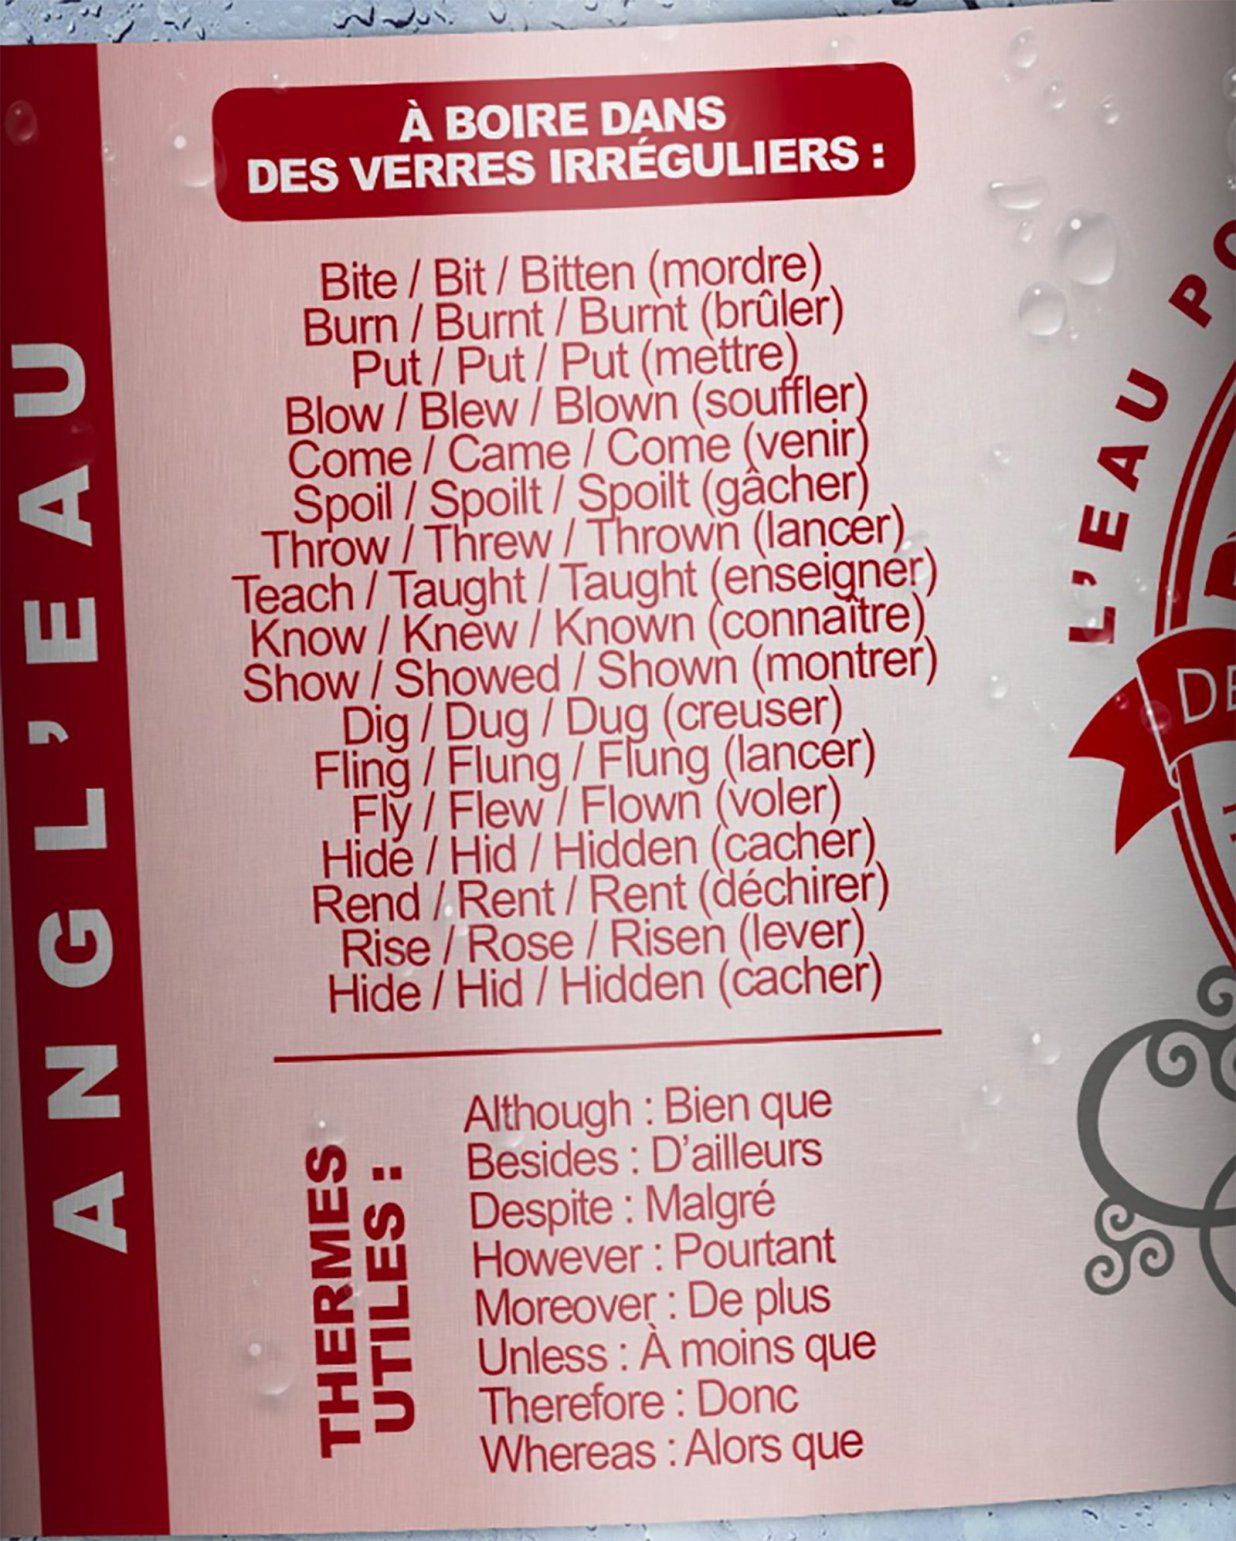 ANGL'EAU
À BOIRE DANS
DES VERRES IRRÉGULIERS :
Bite / Bit / Bitten (mordre)
Burn / Burnt / Burnt (brûler)
Put / Put / Put (mettre)
Blow / Blew / Blown (souffler)
Come / Came / Come (venir)
Spoil / Spoilt / Spoilt (gâcher)
Throw / Threw / Thrown (lancer)
Teach / Taught / Taught (enseigner)
Know / Knew / Known (connaître)
Show / Showed / Shown (montrer)
Dig / Dug / Dug (creuser)
Fling / Flung / Flung (lancer)
Fly / Flew / Flown (voler)
Hide / Hid / Hidden (cacher)
Rend / Rent / Rent (déchirer)
Rise / Rose / Risen (lever)
Hide / Hid / Hidden (cacher)
THERMES
UTILES :
Although : Bien que
Besides : D'ailleurs
Despite : Malgré
However : Pourtant
Moreover : De plus
Unless : À moins que
Therefore : Donc
Whereas : Alors que
L'EAU